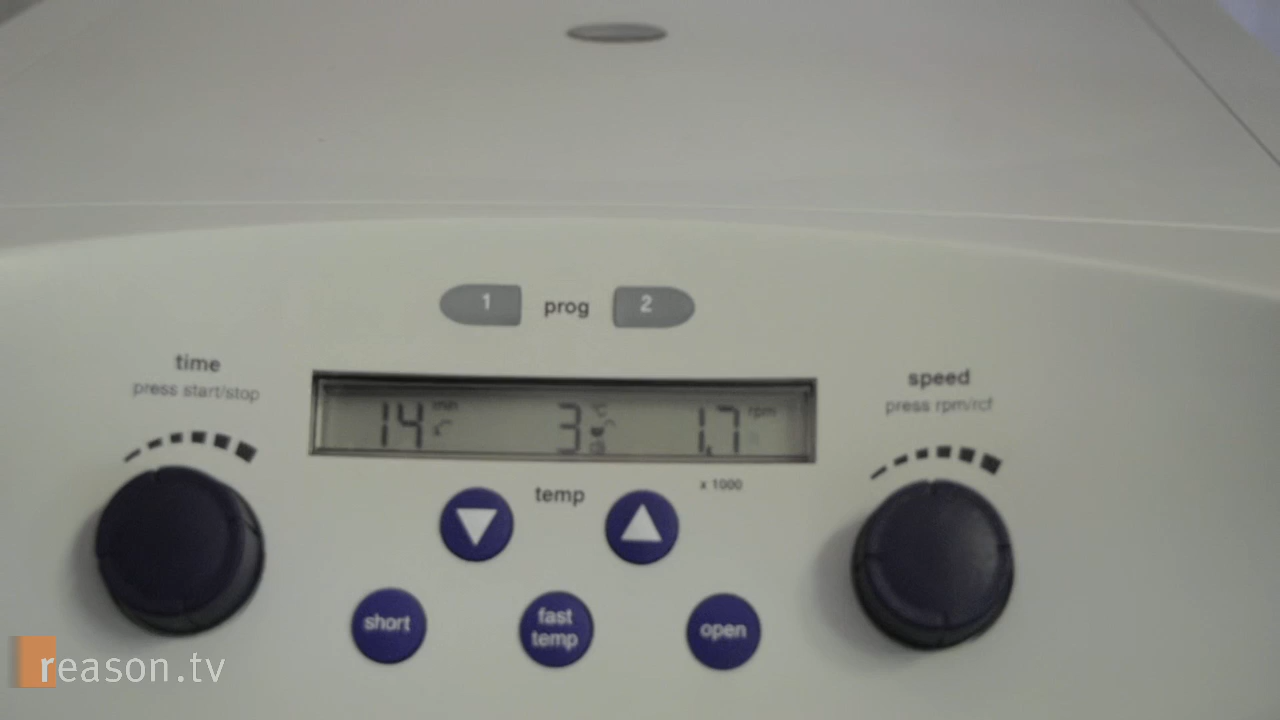 1 prog 2
time
press start/stop
speed
press rpm/rcf
14 min 3 °C 1.7 rpm
x 1000
temp
short
fast
temp
open
reason.tv